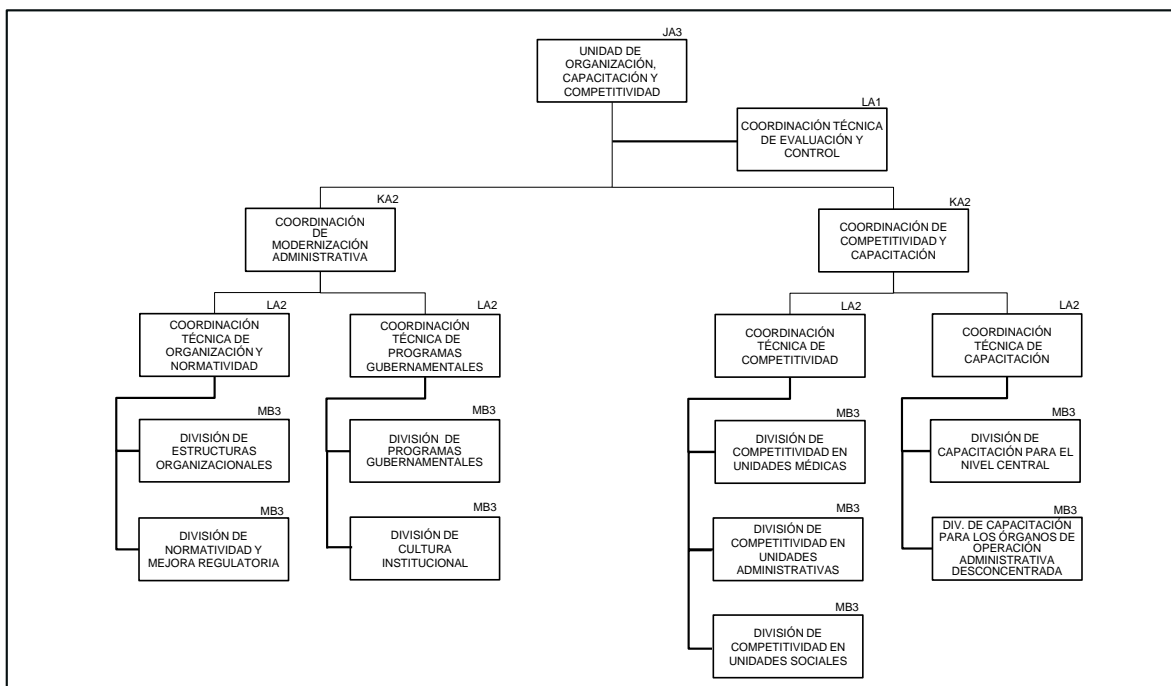 JA3
UNIDAD DE
ORGANIZACIÓN,
CAPACITACIÓN Y
COMPETITIVIDAD
LA1
COORDINACIÓN TÉCNICA
DE EVALUACIÓN Y
CONTROL
KA2
COORDINACIÓN
DE
MODERNIZACIÓN
ADMINISTRATIVA
KA2
COORDINACIÓN DE
COMPETITIVIDAD Y
CAPACITACIÓN
LA2
COORDINACIÓN
TÉCNICA DE
ORGANIZACIÓN Y
NORMATIVIDAD
LA2
COORDINACIÓN
TÉCNICA DE
PROGRAMAS
GUBERNAMENTALES
LA2
COORDINACIÓN
TÉCNICA DE
COMPETITIVIDAD
LA2
COORDINACIÓN
TÉCNICA DE
CAPACITACIÓN
MB3
DIVISIÓN DE
ESTRUCTURAS
ORGANIZACIONALES
MB3
DIVISIÓN DE
PROGRAMAS
GUBERNAMENTALES
MB3
DIVISIÓN DE
COMPETITIVIDAD EN
UNIDADES MÉDICAS
MB3
DIVISIÓN DE
CAPACITACIÓN PARA EL
NIVEL CENTRAL
MB3
DIVISIÓN DE
NORMATIVIDAD Y
MEJORA REGULATORIA
MB3
DIVISIÓN DE
CULTURA
INSTITUCIONAL
MB3
DIVISIÓN DE
COMPETITIVIDAD EN
UNIDADES
ADMINISTRATIVAS
MB3
DIV. DE CAPACITACIÓN
PARA LOS ÓRGANOS DE
OPERACIÓN
ADMINISTRATIVA
DESCONCENTRADA
MB3
DIVISIÓN DE
COMPETITIVIDAD EN
UNIDADES SOCIALES